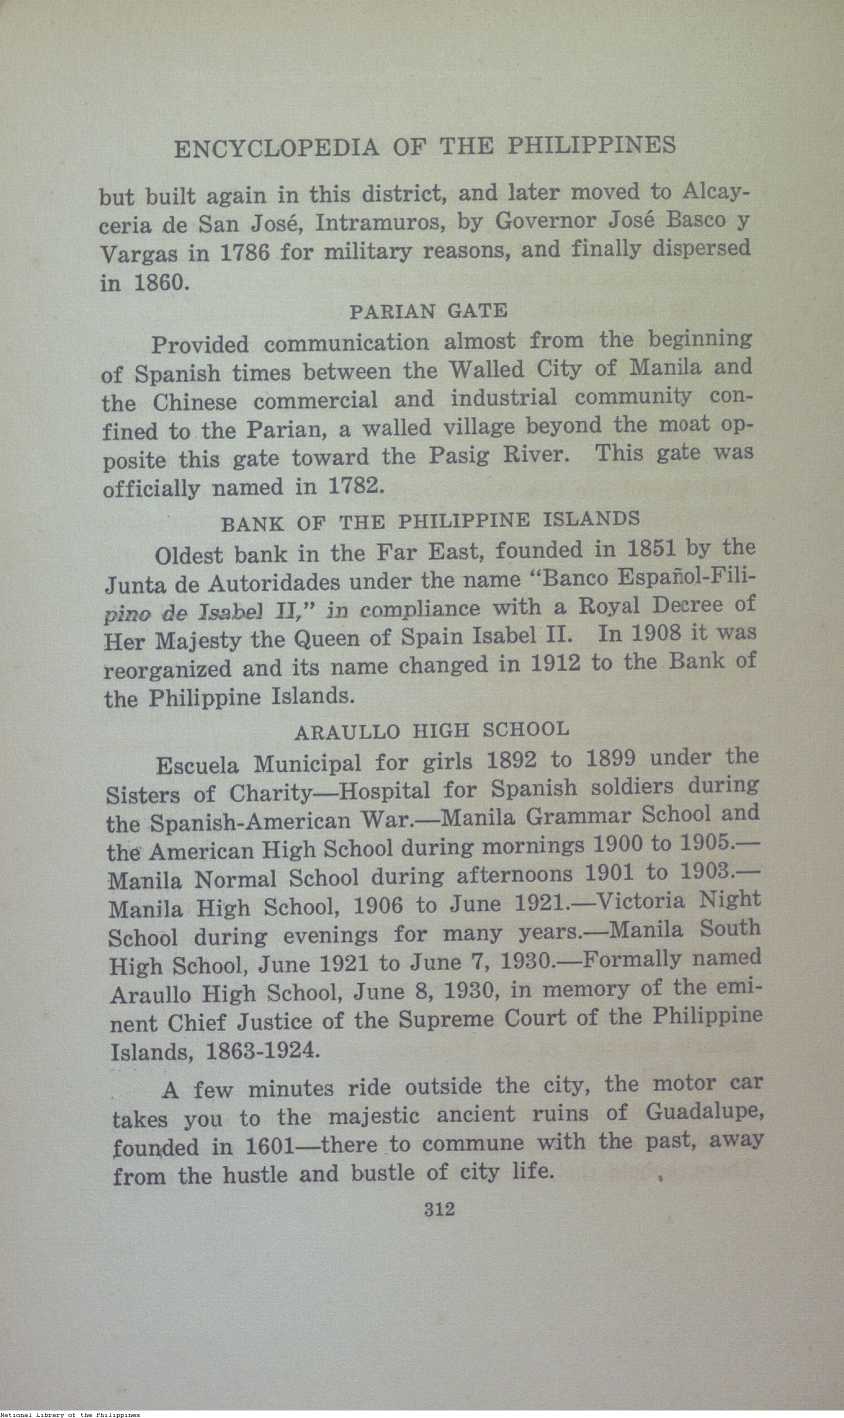 ENCYCLOPEDIA OF THE PHILIPPINES
but built again in this district, and later moved to Alcay-
ceria de San José, Intramuros, by Governor José Basco y
Vargas in 1786 for military reasons, and finally dispersed
in 1860.
PARIAN GATE
Provided communication almost from the beginning
of Spanish times between the Walled City of Manila and
the Chinese commercial and industrial community con-
fined to the Parian, a walled village beyond the moat op-
posite this gate toward the Pasig River. This gate was
officially named in 1782.
BANK OF THE PHILIPPINE ISLANDS
Oldest bank in the Far East, founded in 1851 by the
Junta de Autoridades under the name “Banco Español-Fili-
pino de Isabel II,” in compliance with a Royal Decree of
Her Majesty the Queen of Spain Isabel II. In 1908 it was
reorganized and its name changed in 1912 to the Bank of
the Philippine Islands.
ARAULLO HIGH SCHOOL
Escuela Municipal for girls 1892 to 1899 under the
Sisters of Charity—Hospital for Spanish soldiers during
the Spanish-American War.—Manila Grammar School and
the American High School during mornings 1900 to 1905.—
Manila Normal School during afternoons 1901 to 1903.—
Manila High School, 1906 to June 1921.—Victoria Night
School during evenings for many years.—Manila South
High School, June 1921 to June 7, 1930.—Formally named
Araullo High School, June 8, 1930, in memory of the emi-
nent Chief Justice of the Supreme Court of the Philippine
Islands, 1863-1924.
A few minutes ride outside the city, the motor car
takes you to the majestic ancient ruins of Guadalupe,
founded in 1601—there to commune with the past, away
from the hustle and bustle of city life.
312
National Library of the Philippines